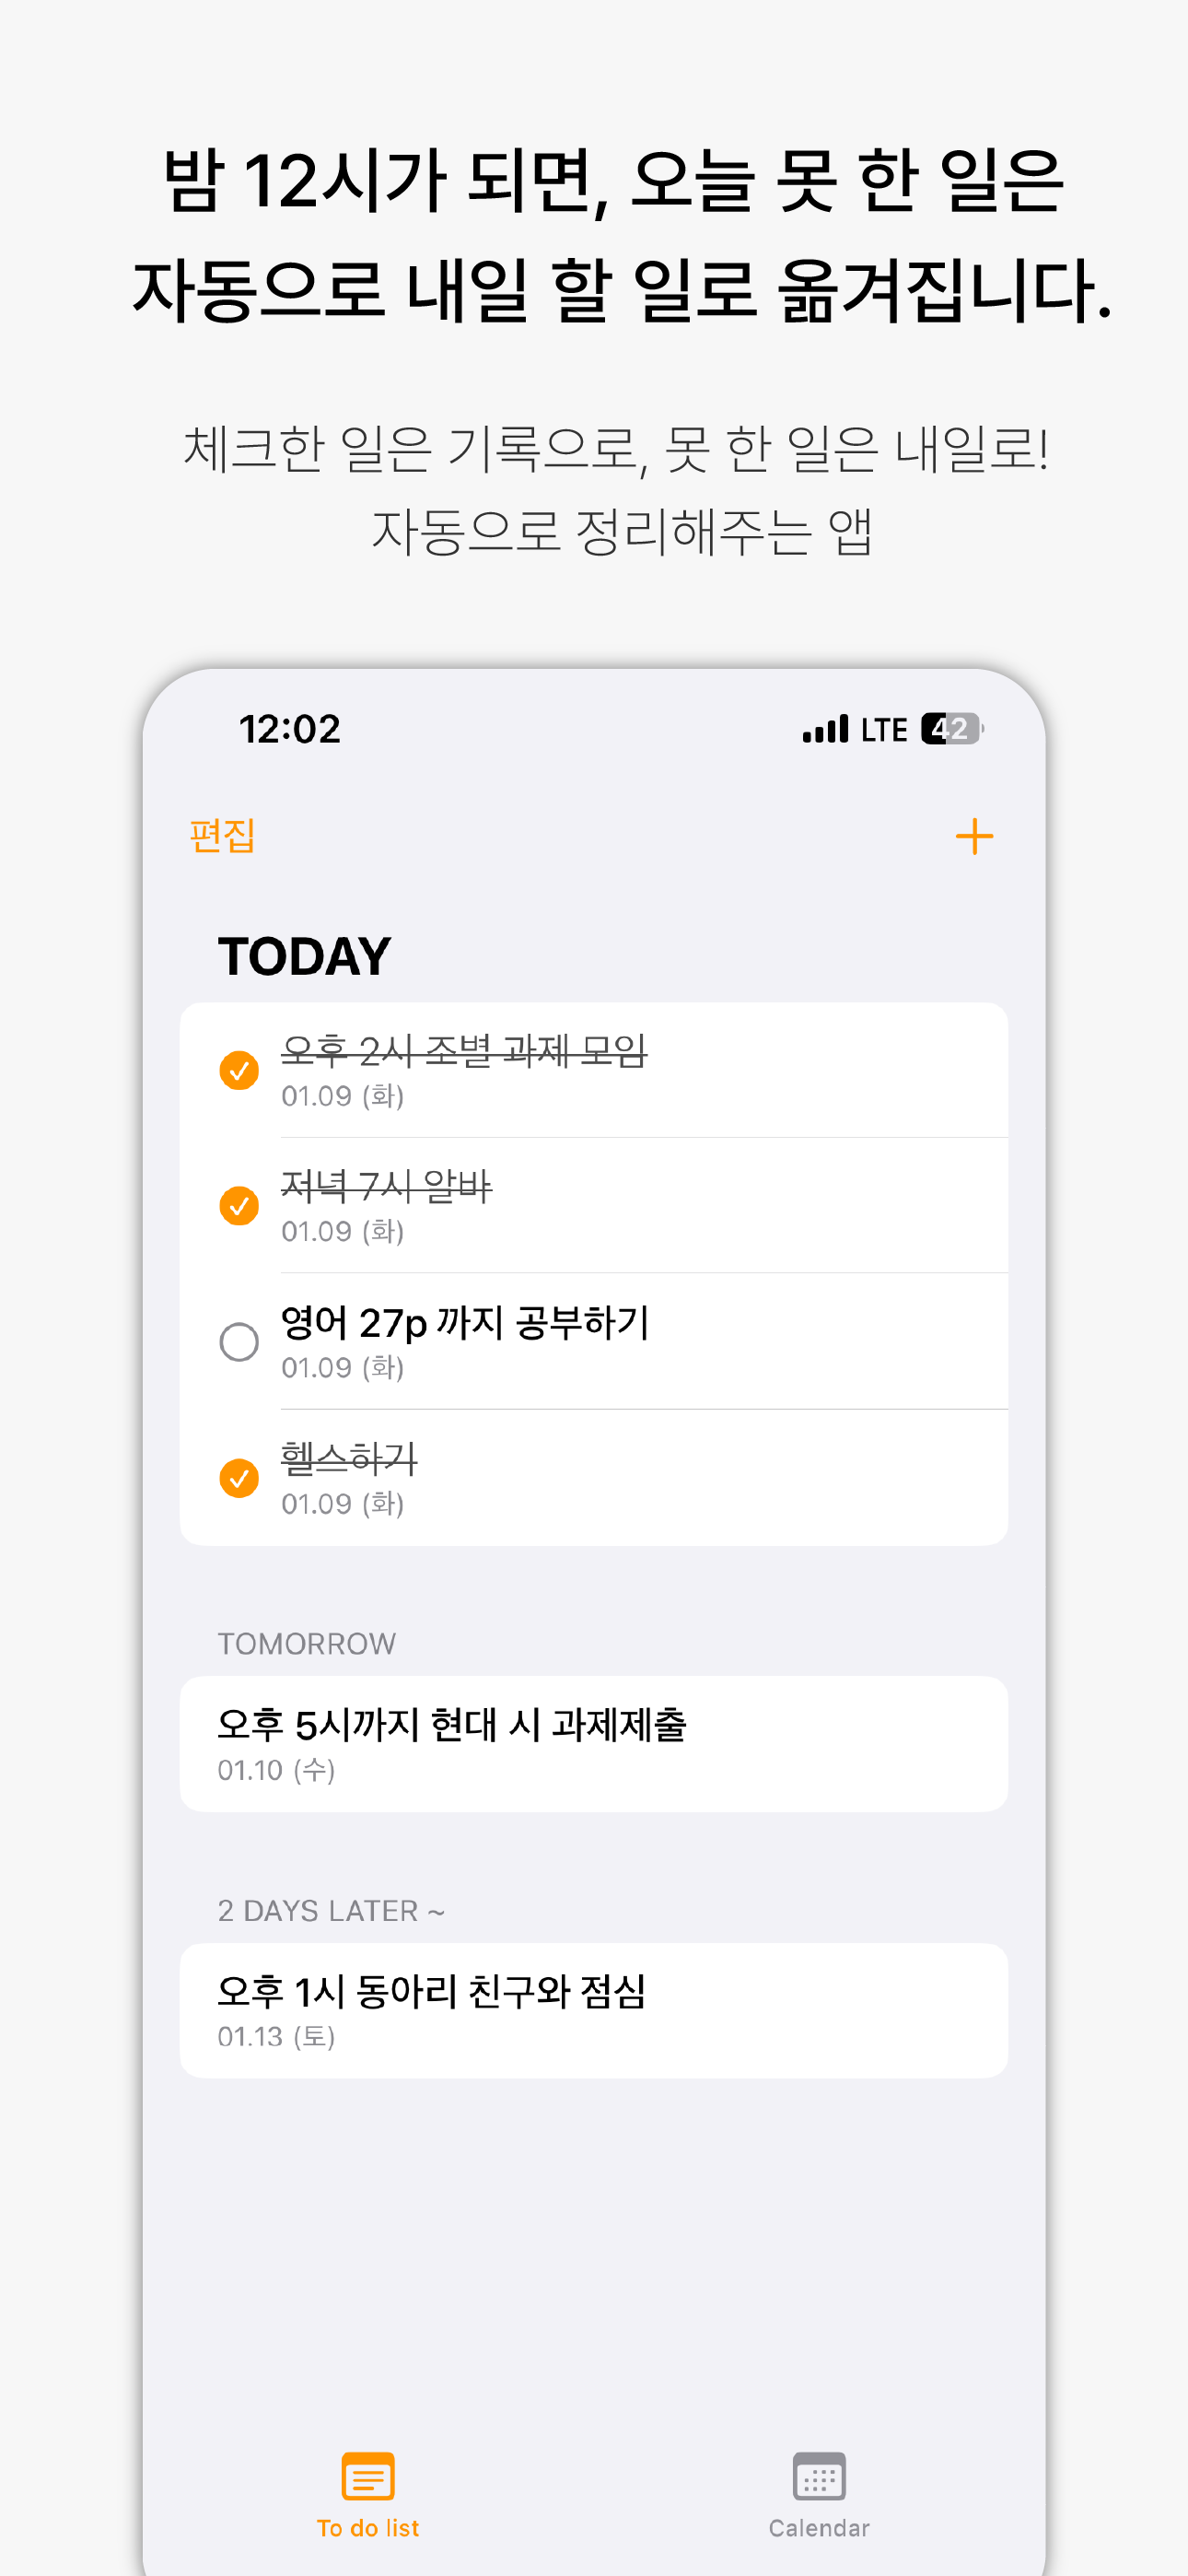 밤 12시가 되면, 오늘 못 한 일은
자동으로 내일 할 일로 옮겨집니다.
체크한 일은 기록으로, 못 한 일은 내일로!
자동으로 정리해주는 앱
12:02 LTE 42
편집 +
TODAY
오후 2시 조별 과제 모임
01.09 (화)
저녁 7시 알바
01.09 (화)
영어 27p 까지 공부하기
01.09 (화)
헬스하기
01.09 (화)
TOMORROW
오후 5시까지 현대 시 과제제출
01.10 (수)
2 DAYS LATER ~
오후 1시 동아리 친구와 점심
01.13 (토)
To do list Calendar